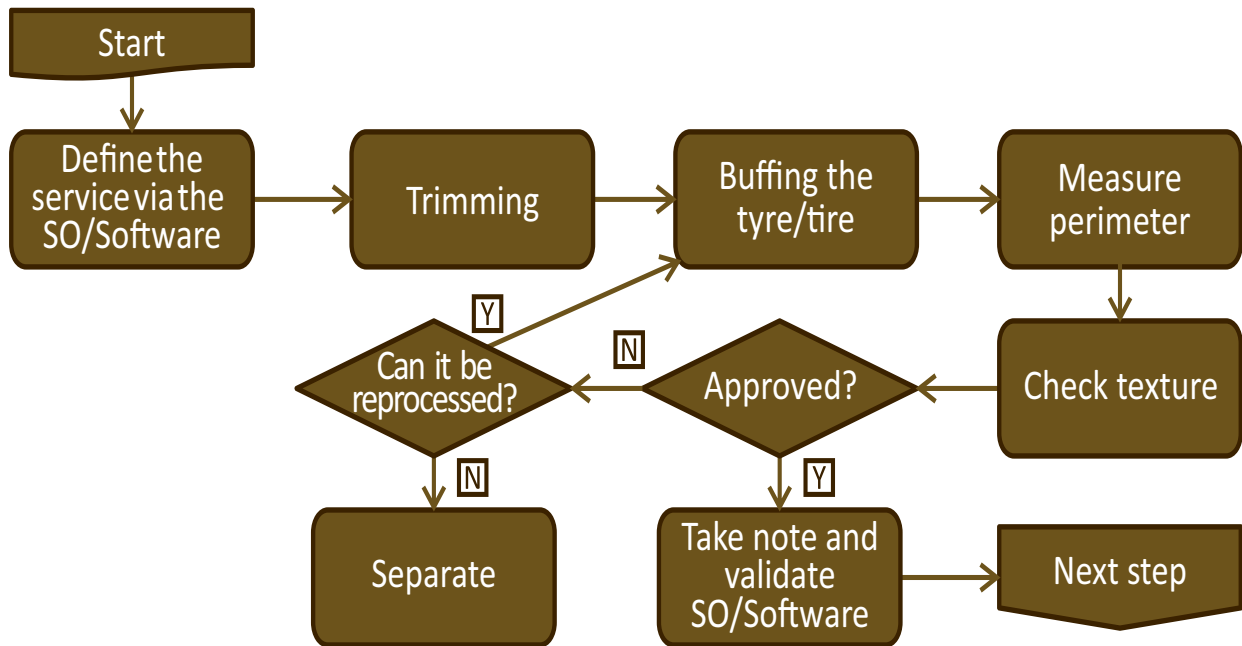 Start
Define the
service via the
SO/Software
Trimming
Buffing the
tyre/tire
Measure
perimeter
Check texture
Approved?
N
Can it be
reprocessed?
Y
N
Separate
Y
Take note and
validate
SO/Software
Next step